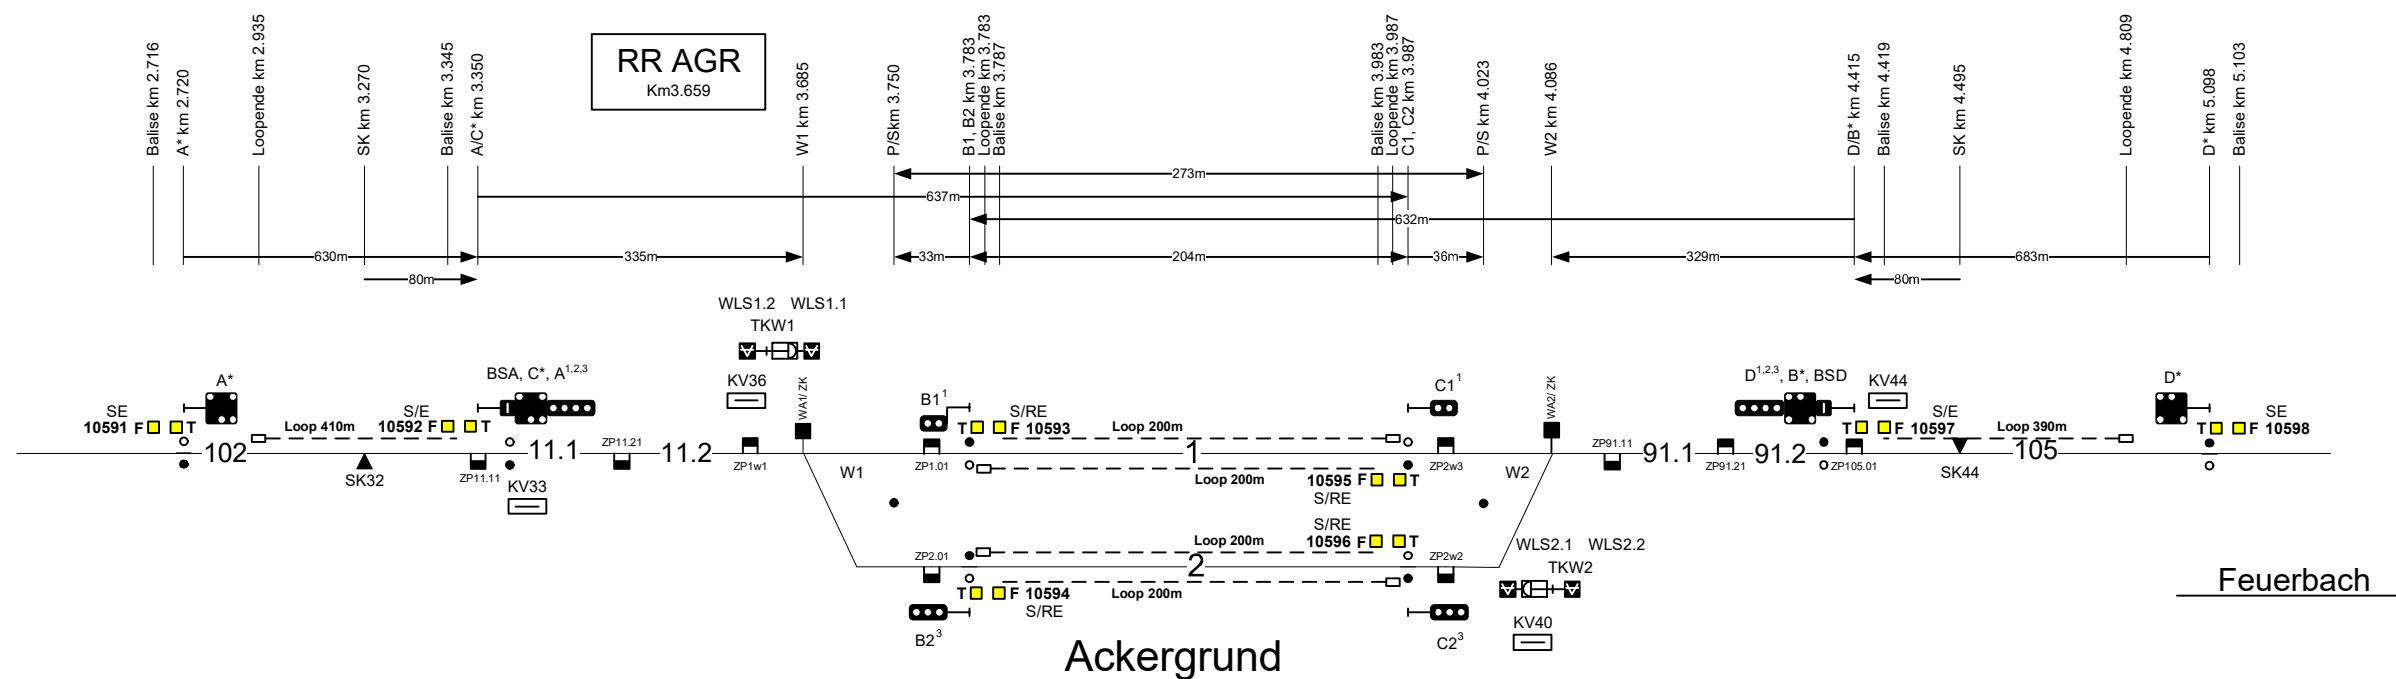 Balise km 2.716
A* km 2.720
Loopende km 2.935
SK km 3.270
Balise km 3.345
A/C* km 3.350
RR AGR
Km3.659
W1 km 3.685
P/Skm 3.750
B1, B2 km 3.783
Loopende km 3.783
Balise km 3.787
Balise km 3.983
Loopende km 3.987
C1, C2 km 3.987
P/S km 4.023
W2 km 4.086
D/B* km 4.415
Balise km 4.419
SK km 4.495
Loopende km 4.809
D* km 5.098
Balise km 5.103
273m
637m
632m
630m
335m
33m
204m
36m
329m
683m
80m
80m
WLS1.2 WLS1.1
TKW1
A*
BSA, C*, A1,2,3
KV36
WA1/ ZK
B11
C11
WA2/ ZK
D1,2,3, B*, BSD
KV44
D*
SE
10591 F T
Loop 410m
S/E
10592 F T
S/RE
T F 10593
Loop 200m
S/E
T F 10597
Loop 390m
SE
T F 10598
102
SK32
ZP11.11
11.1
KV33
ZP11.21
11.2
ZP1w1
W1
ZP1.01
1
ZP2w3
W2
ZP91.11
91.1
ZP91.21
91.2
ZP105.01
SK44
105
Loop 200m
10595 F T
S/RE
S/RE
10596 F T
Loop 200m
ZP2.01
2
ZP2w2
WLS2.1 WLS2.2
TKW2
T F 10594
S/RE
Loop 200m
B23
C23
KV40
Feuerbach
Ackergrund